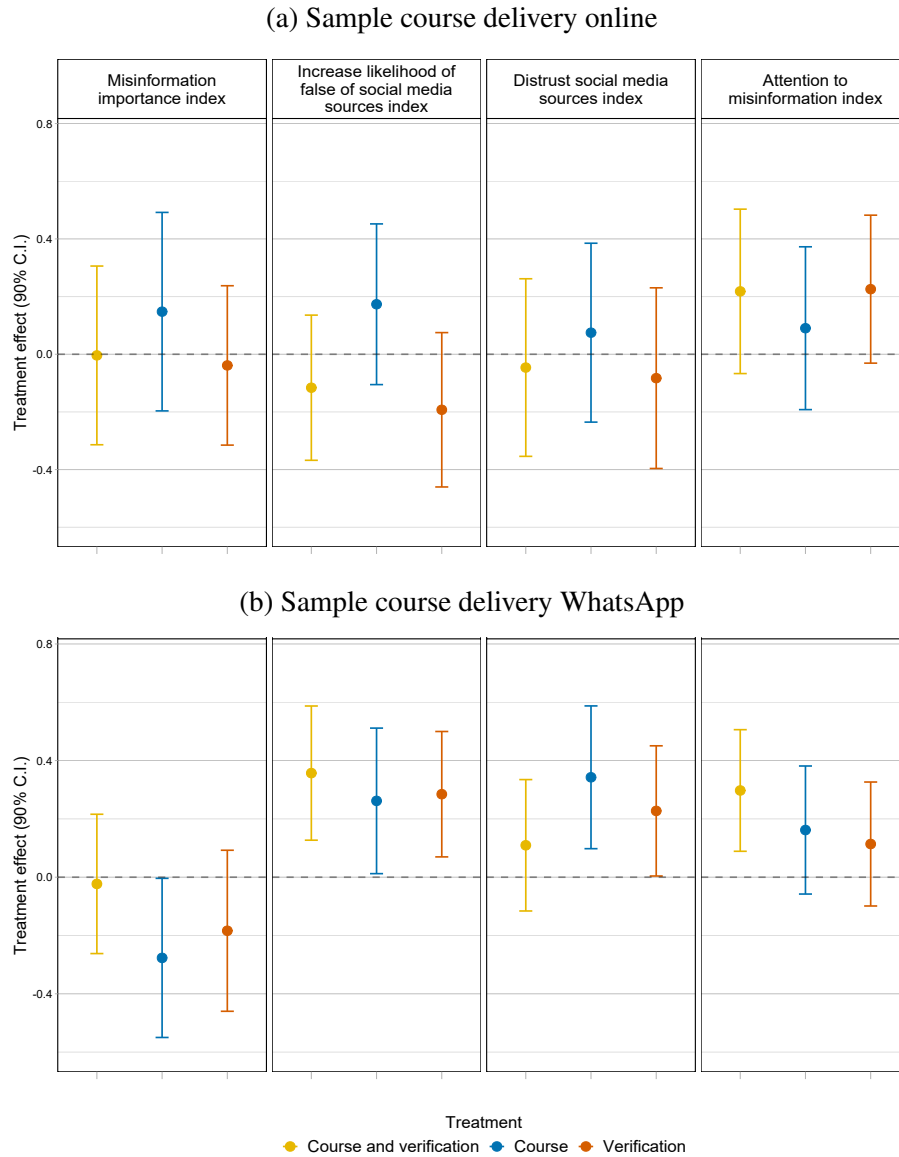 (a) Sample course delivery online
Misinformation
importance index
Increase likelihood of
false of social media
sources index
Distrust social media
sources index
Attention to
misinformation index
Treatment effect (90% C.I.)
0.8
0.4
0.0
-0.4
(b) Sample course delivery WhatsApp
Treatment effect (90% C.I.)
0.8
0.4
0.0
-0.4
Treatment
Course and verification Course Verification